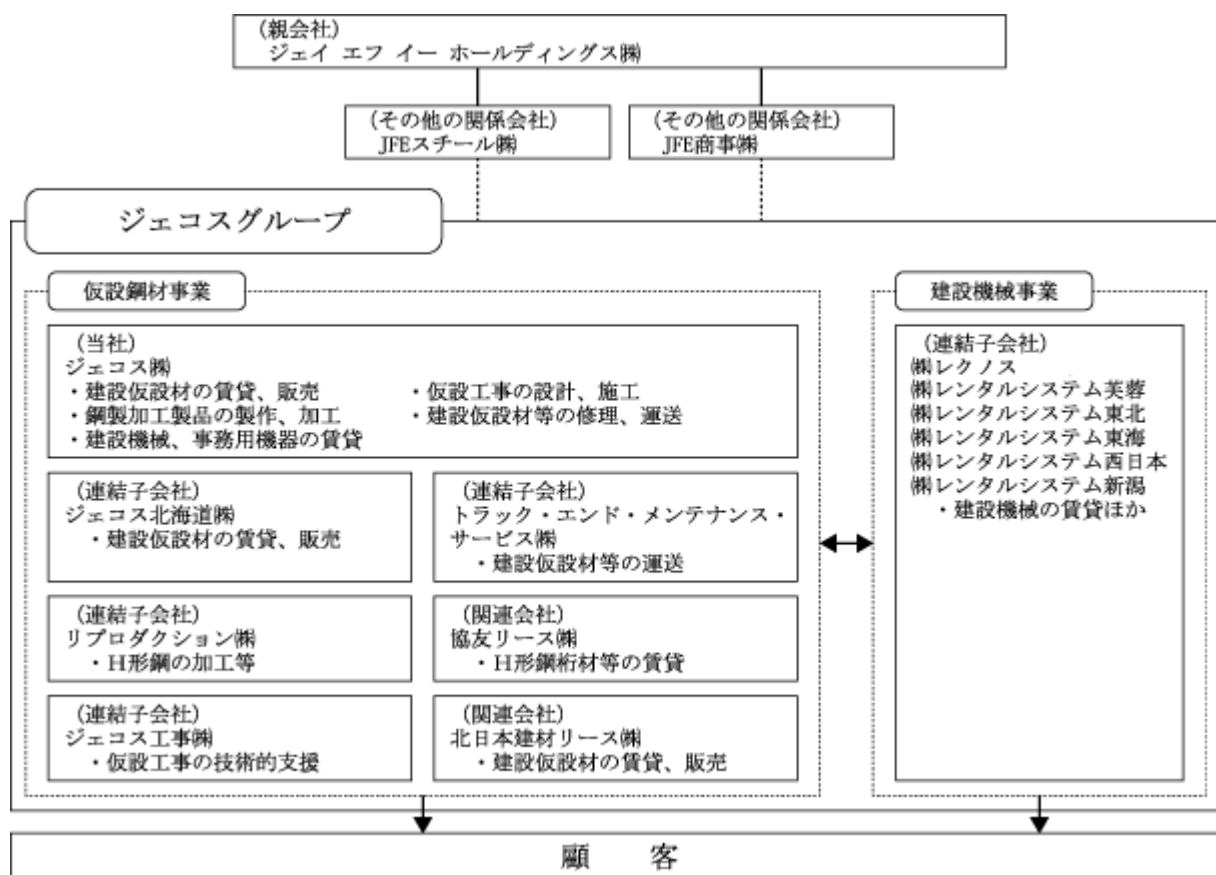 (親会社)
ジェイ エフ イー ホールディングス㈱
(その他の関係会社)
JFEスチール㈱
(その他の関係会社)
JFE商事㈱
ジェコスグループ
仮設鋼材事業
(当社)
ジェコス㈱
・建設仮設材の賃貸、販売
・仮設工事の設計、施工
・鋼製加工製品の製作、加工
・建設仮設材等の修理、運送
・建設機械、事務用機器の賃貸
(連結子会社)
ジェコス北海道㈱
・建設仮設材の賃貸、販売
(連結子会社)
トラック・エンド・メンテナンス・
サービス㈱
・建設仮設材等の運送
(連結子会社)
リプロダクション㈱
・H形鋼の加工等
(関連会社)
協友リース㈱
・H形鋼桁材等の賃貸
(連結子会社)
ジェコス工事㈱
・仮設工事の技術的支援
(関連会社)
北日本建材リース㈱
・建設仮設材の賃貸、販売
建設機械事業
(連結子会社)
㈱レクノス
㈱レンタルシステム芙蓉
㈱レンタルシステム東北
㈱レンタルシステム東海
㈱レンタルシステム西日本
㈱レンタルシステム新潟
・建設機械の賃貸ほか
顧 客